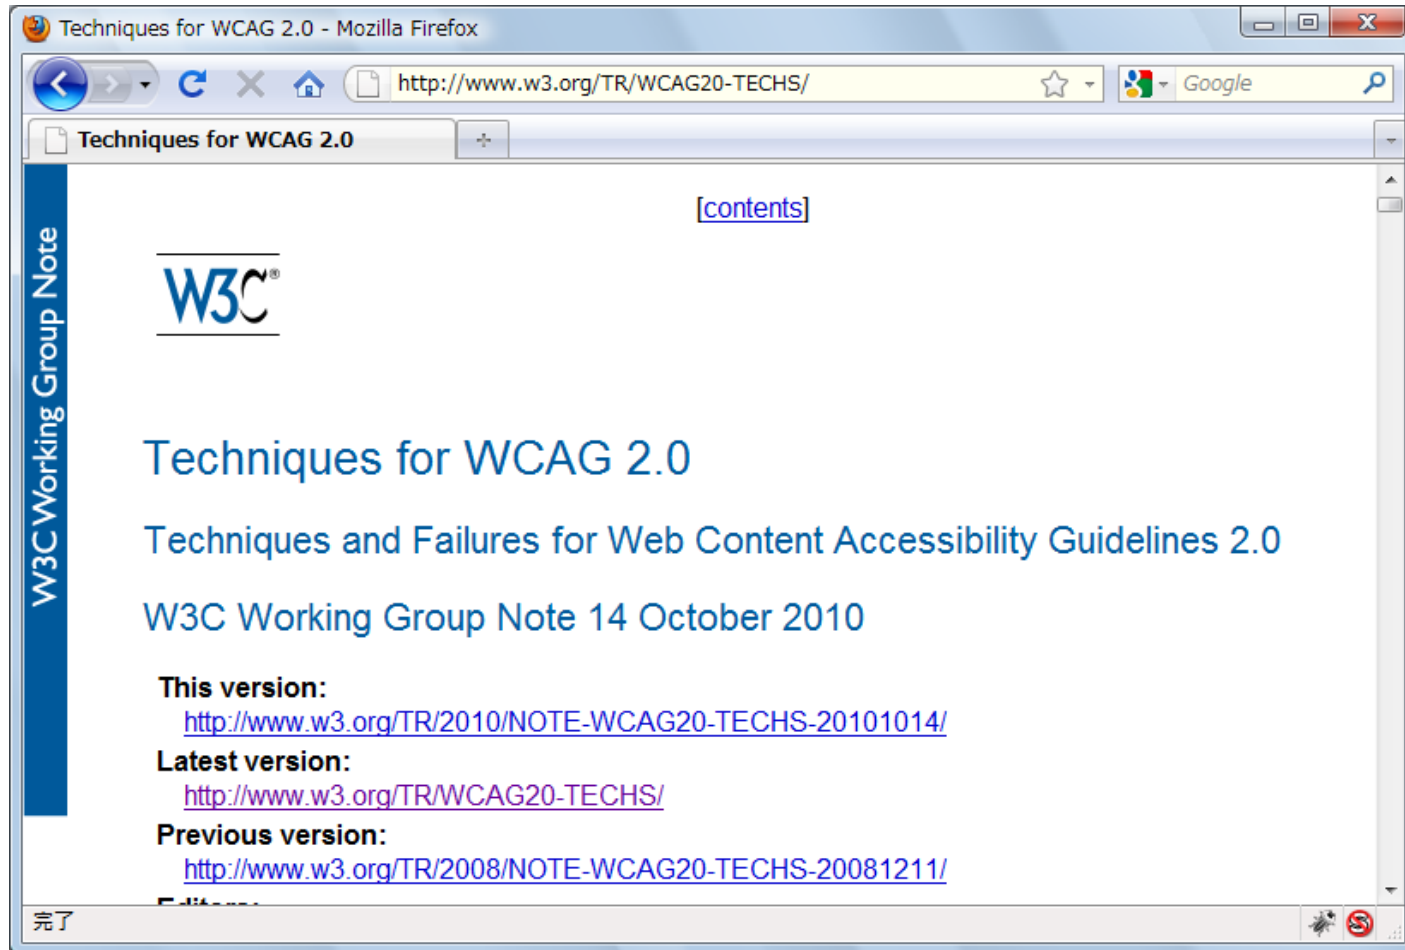 Techniques for WCAG 2.0 - Mozilla Firefox
http://www.w3.org/TR/WCAG20-TECHS/
Google
Techniques for WCAG 2.0
[contents]
W3C®
W3C Working Group Note
Techniques for WCAG 2.0
Techniques and Failures for Web Content Accessibility Guidelines 2.0
W3C Working Group Note 14 October 2010
This version:
http://www.w3.org/TR/2010/NOTE-WCAG20-TECHS-20101014/
Latest version:
http://www.w3.org/TR/WCAG20-TECHS/
Previous version:
http://www.w3.org/TR/2008/NOTE-WCAG20-TECHS-20081211/
Editors:
完了